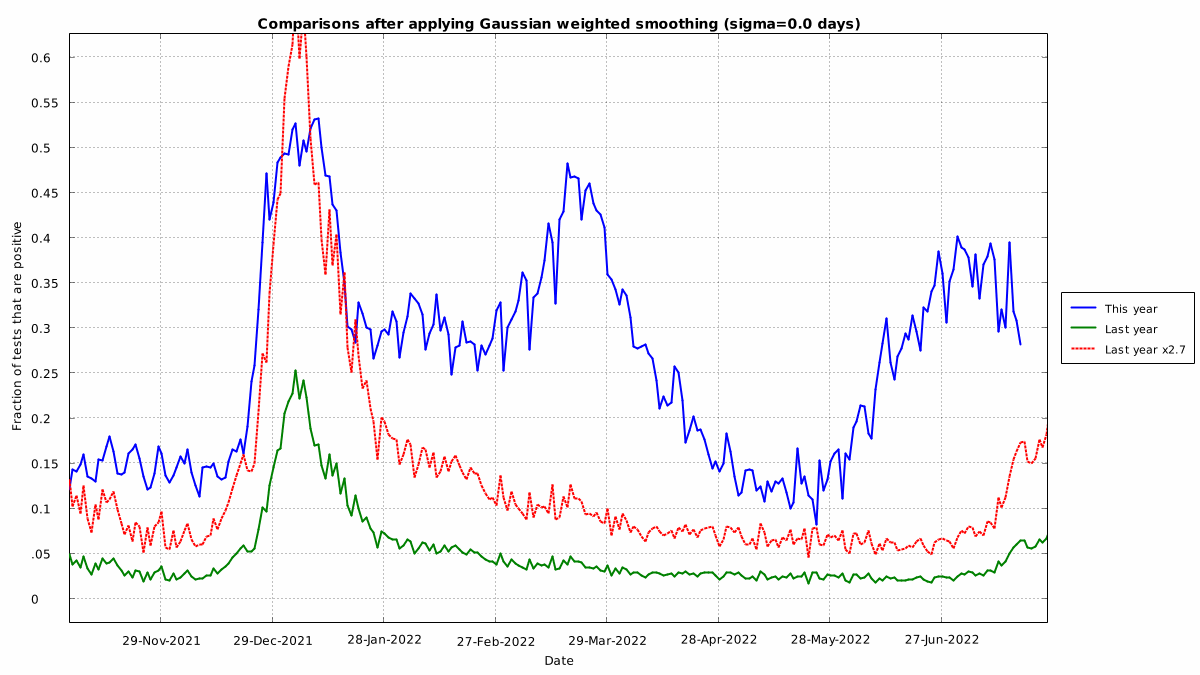 Comparisons after applying Gaussian weighted smoothing (sigma=0.0 days)
Fraction of tests that are positive
0.6
0.55
0.5
0.45
0.4
0.35
0.3
0.25
0.2
0.15
0.1
.05
0
29-Nov-2021 29-Dec-2021 28-Jan-2022 27-Feb-2022 29-Mar-2022 28-Apr-2022 28-May-2022 27-Jun-2022
Date
This year
Last year
Last year x2.7